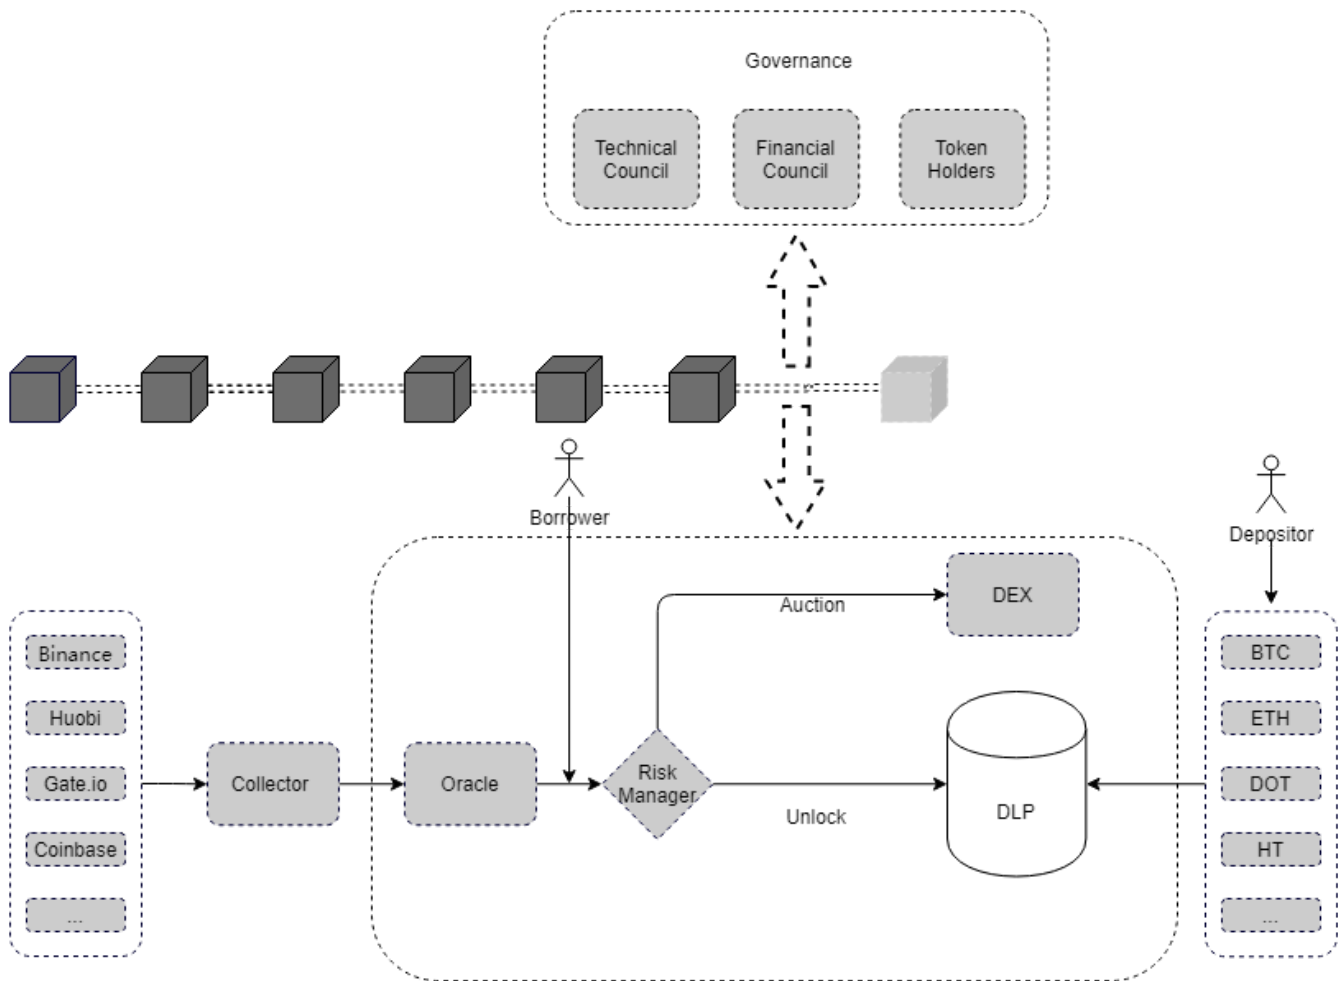 Governance
Technical
Council
Financial
Council
Token
Holders
Borrower
Depositor
Auction
DEX
Binance
Huobi
Gate.io
Coinbase
...
Collector
Oracle
Risk
Manager
Unlock
DLP
BTC
ETH
DOT
HT
...